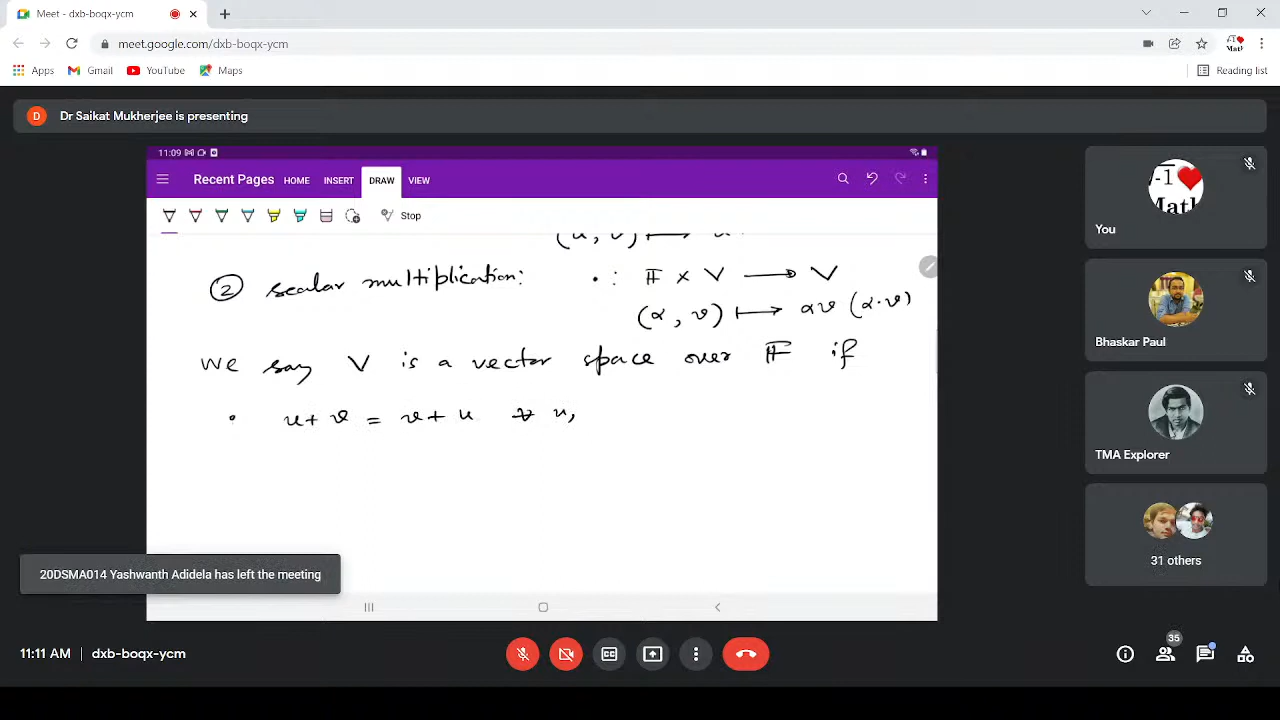 Meet - dxb-boqx-ycm
meet.google.com/dxb-boqx-ycm
Apps Gmail YouTube Maps Reading list
D Dr Saikat Mukherjee is presenting
11:09
Recent Pages HOME INSERT DRAW VIEW
Stop
(u, v) ⟼
② scalar multiplication: · : 𝔽 × V ⟶ V
(α, v) ⟼ αv (α·v)
We say V is a vector space over 𝔽 if
· u + v = v + u ∀ u,
√-1
Math
You
Bhaskar Paul
TMA Explorer
31 others
20DSMA014 Yashwanth Adidela has left the meeting
11:11 AM | dxb-boqx-ycm
35